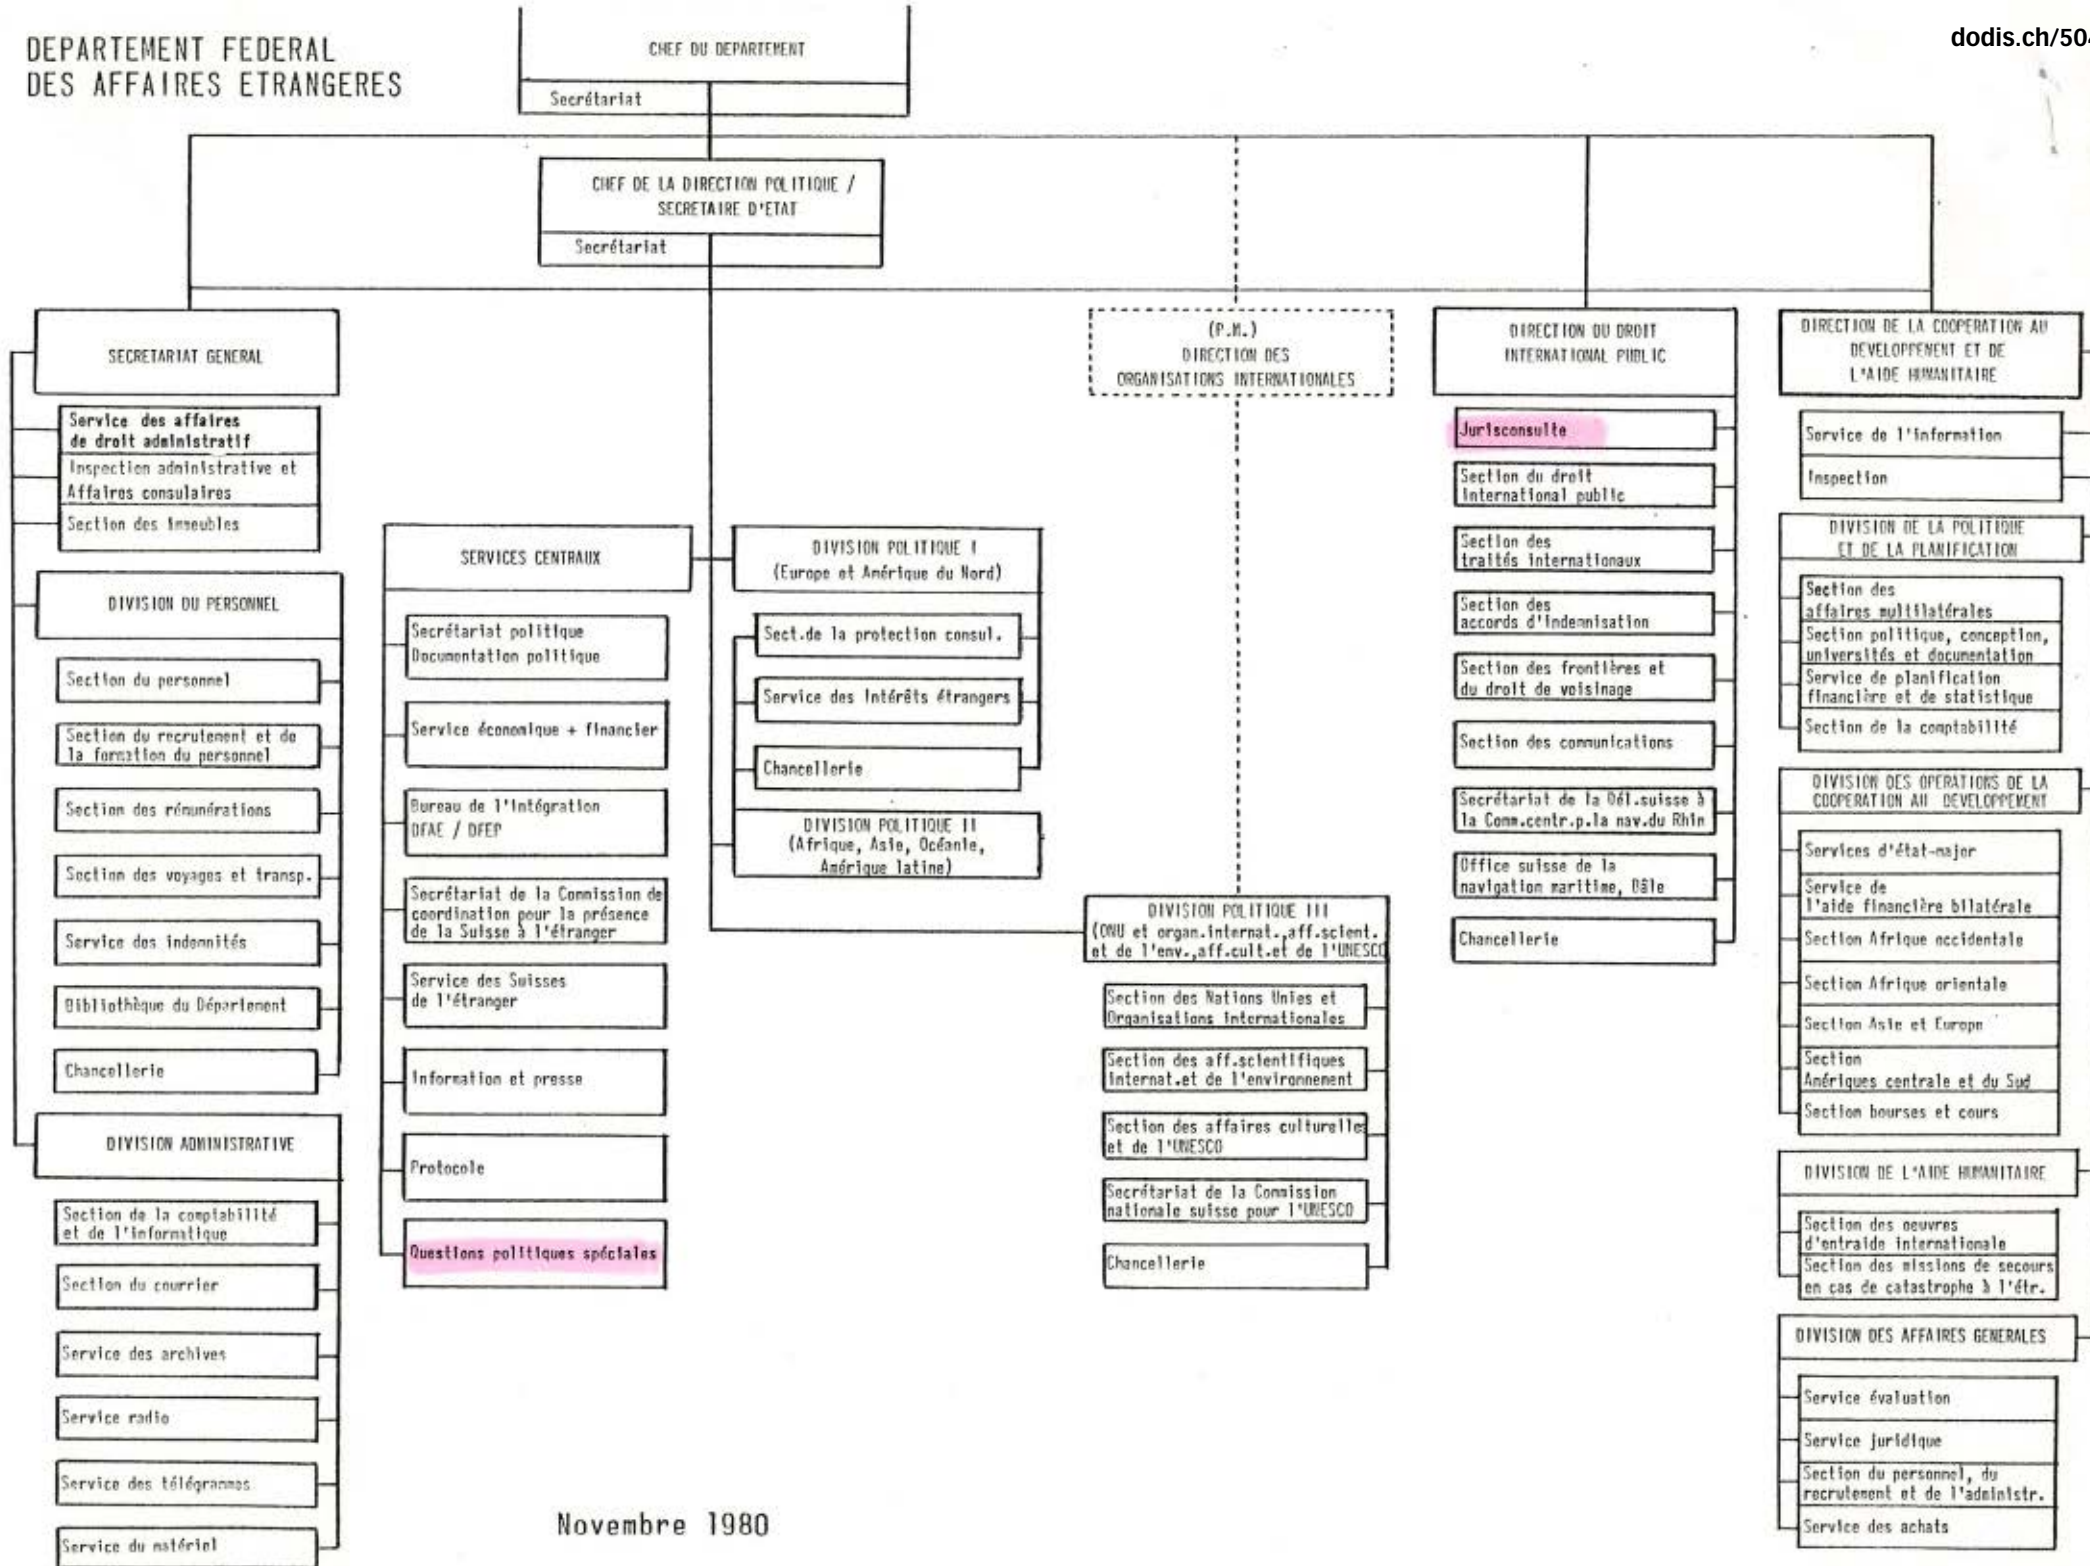 DEPARTEMENT FEDERAL
DES AFFAIRES ETRANGERES
dodis.ch/504
CHEF DU DEPARTEMENT
Secrétariat
CHEF DE LA DIRECTION POLITIQUE /
SECRETAIRE D'ETAT
Secrétariat
SECRETARIAT GENERAL
Service des affaires
de droit administratif
Inspection administrative et
Affaires consulaires
Section des immeubles
DIVISION DU PERSONNEL
Section du personnel
Section du recrutement et de
la formation du personnel
Section des rémunérations
Section des voyages et transp.
Service des indemnités
Bibliothèque du Département
Chancellerie
DIVISION ADMINISTRATIVE
Section de la comptabilité
et de l'informatique
Section du courrier
Service des archives
Service radio
Service des télégrammes
Service du matériel
SERVICES CENTRAUX
Secrétariat politique
Documentation politique
Service économique + financier
Bureau de l'intégration
DFAE / DFEP
Secrétariat de la Commission de
coordination pour la présence
de la Suisse à l'étranger
Service des Suisses
de l'étranger
Information et presse
Protocole
Questions politiques spéciales
DIVISION POLITIQUE I
(Europe et Amérique du Nord)
Sect.de la protection consul.
Service des intérêts étrangers
Chancellerie
DIVISION POLITIQUE II
(Afrique, Asie, Océanie,
Amérique latine)
(P.M.)
DIRECTION DES
ORGANISATIONS INTERNATIONALES
DIVISION POLITIQUE III
(ONU et organ.internat.,aff.scient.
et de l'env.,aff.cult.et de l'UNESCO
Section des Nations Unies et
Organisations internationales
Section des aff.scientifiques
internat.et de l'environnement
Section des affaires culturelles
et de l'UNESCO
Secrétariat de la Commission
nationale suisse pour l'UNESCO
Chancellerie
DIRECTION DU DROIT
INTERNATIONAL PUBLIC
Jurisconsulte
Section du droit
international public
Section des
traités internationaux
Section des
accords d'indemnisation
Section des frontières et
du droit de voisinage
Section des communications
Secrétariat de la Dél.suisse à
la Comm.centr.p.la nav.du Rhin
Office suisse de la
navigation maritime, Bâle
Chancellerie
DIRECTION DE LA COOPERATION AU
DEVELOPPEMENT ET DE
L'AIDE HUMANITAIRE
Service de l'information
Inspection
DIVISION DE LA POLITIQUE
ET DE LA PLANIFICATION
Section des
affaires multilatérales
Section politique, conception,
universités et documentation
Service de planification
financière et de statistique
Section de la comptabilité
DIVISION DES OPERATIONS DE LA
COOPERATION AU DEVELOPPEMENT
Services d'état-major
Service de
l'aide financière bilatérale
Section Afrique occidentale
Section Afrique orientale
Section Asie et Europe
Section
Amériques centrale et du Sud
Section bourses et cours
DIVISION DE L'AIDE HUMANITAIRE
Section des oeuvres
d'entraide internationale
Section des missions de secours
en cas de catastrophe à l'étr.
DIVISION DES AFFAIRES GENERALES
Service évaluation
Service juridique
Section du personnel, du
recrutement et de l'administr.
Service des achats
Novembre 1980